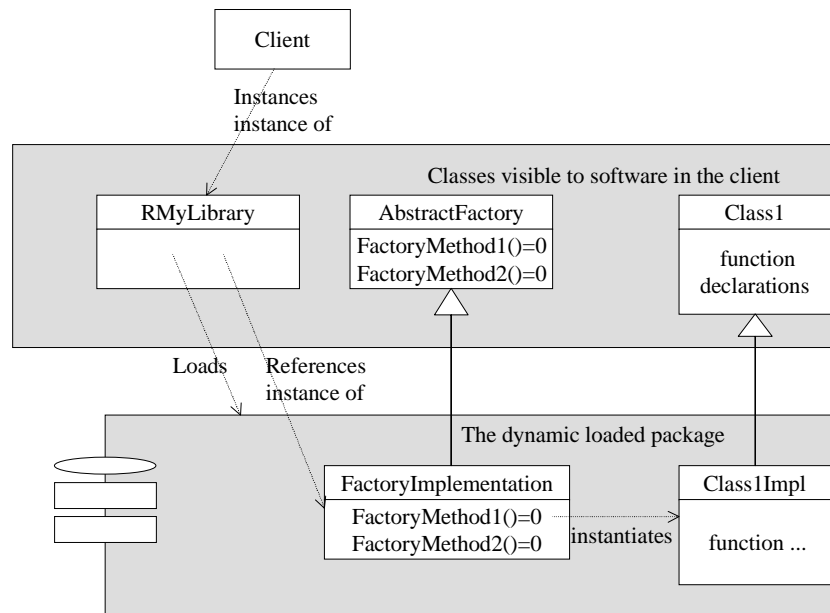 Client
Instances
instance of
Classes visible to software in the client
RMyLibrary
AbstractFactory
FactoryMethod1()=0
FactoryMethod2()=0
Class1
function
declarations
Loads
References
instance of
The dynamic loaded package
FactoryImplementation
FactoryMethod1()=0
FactoryMethod2()=0
instantiates
Class1Impl
function ...